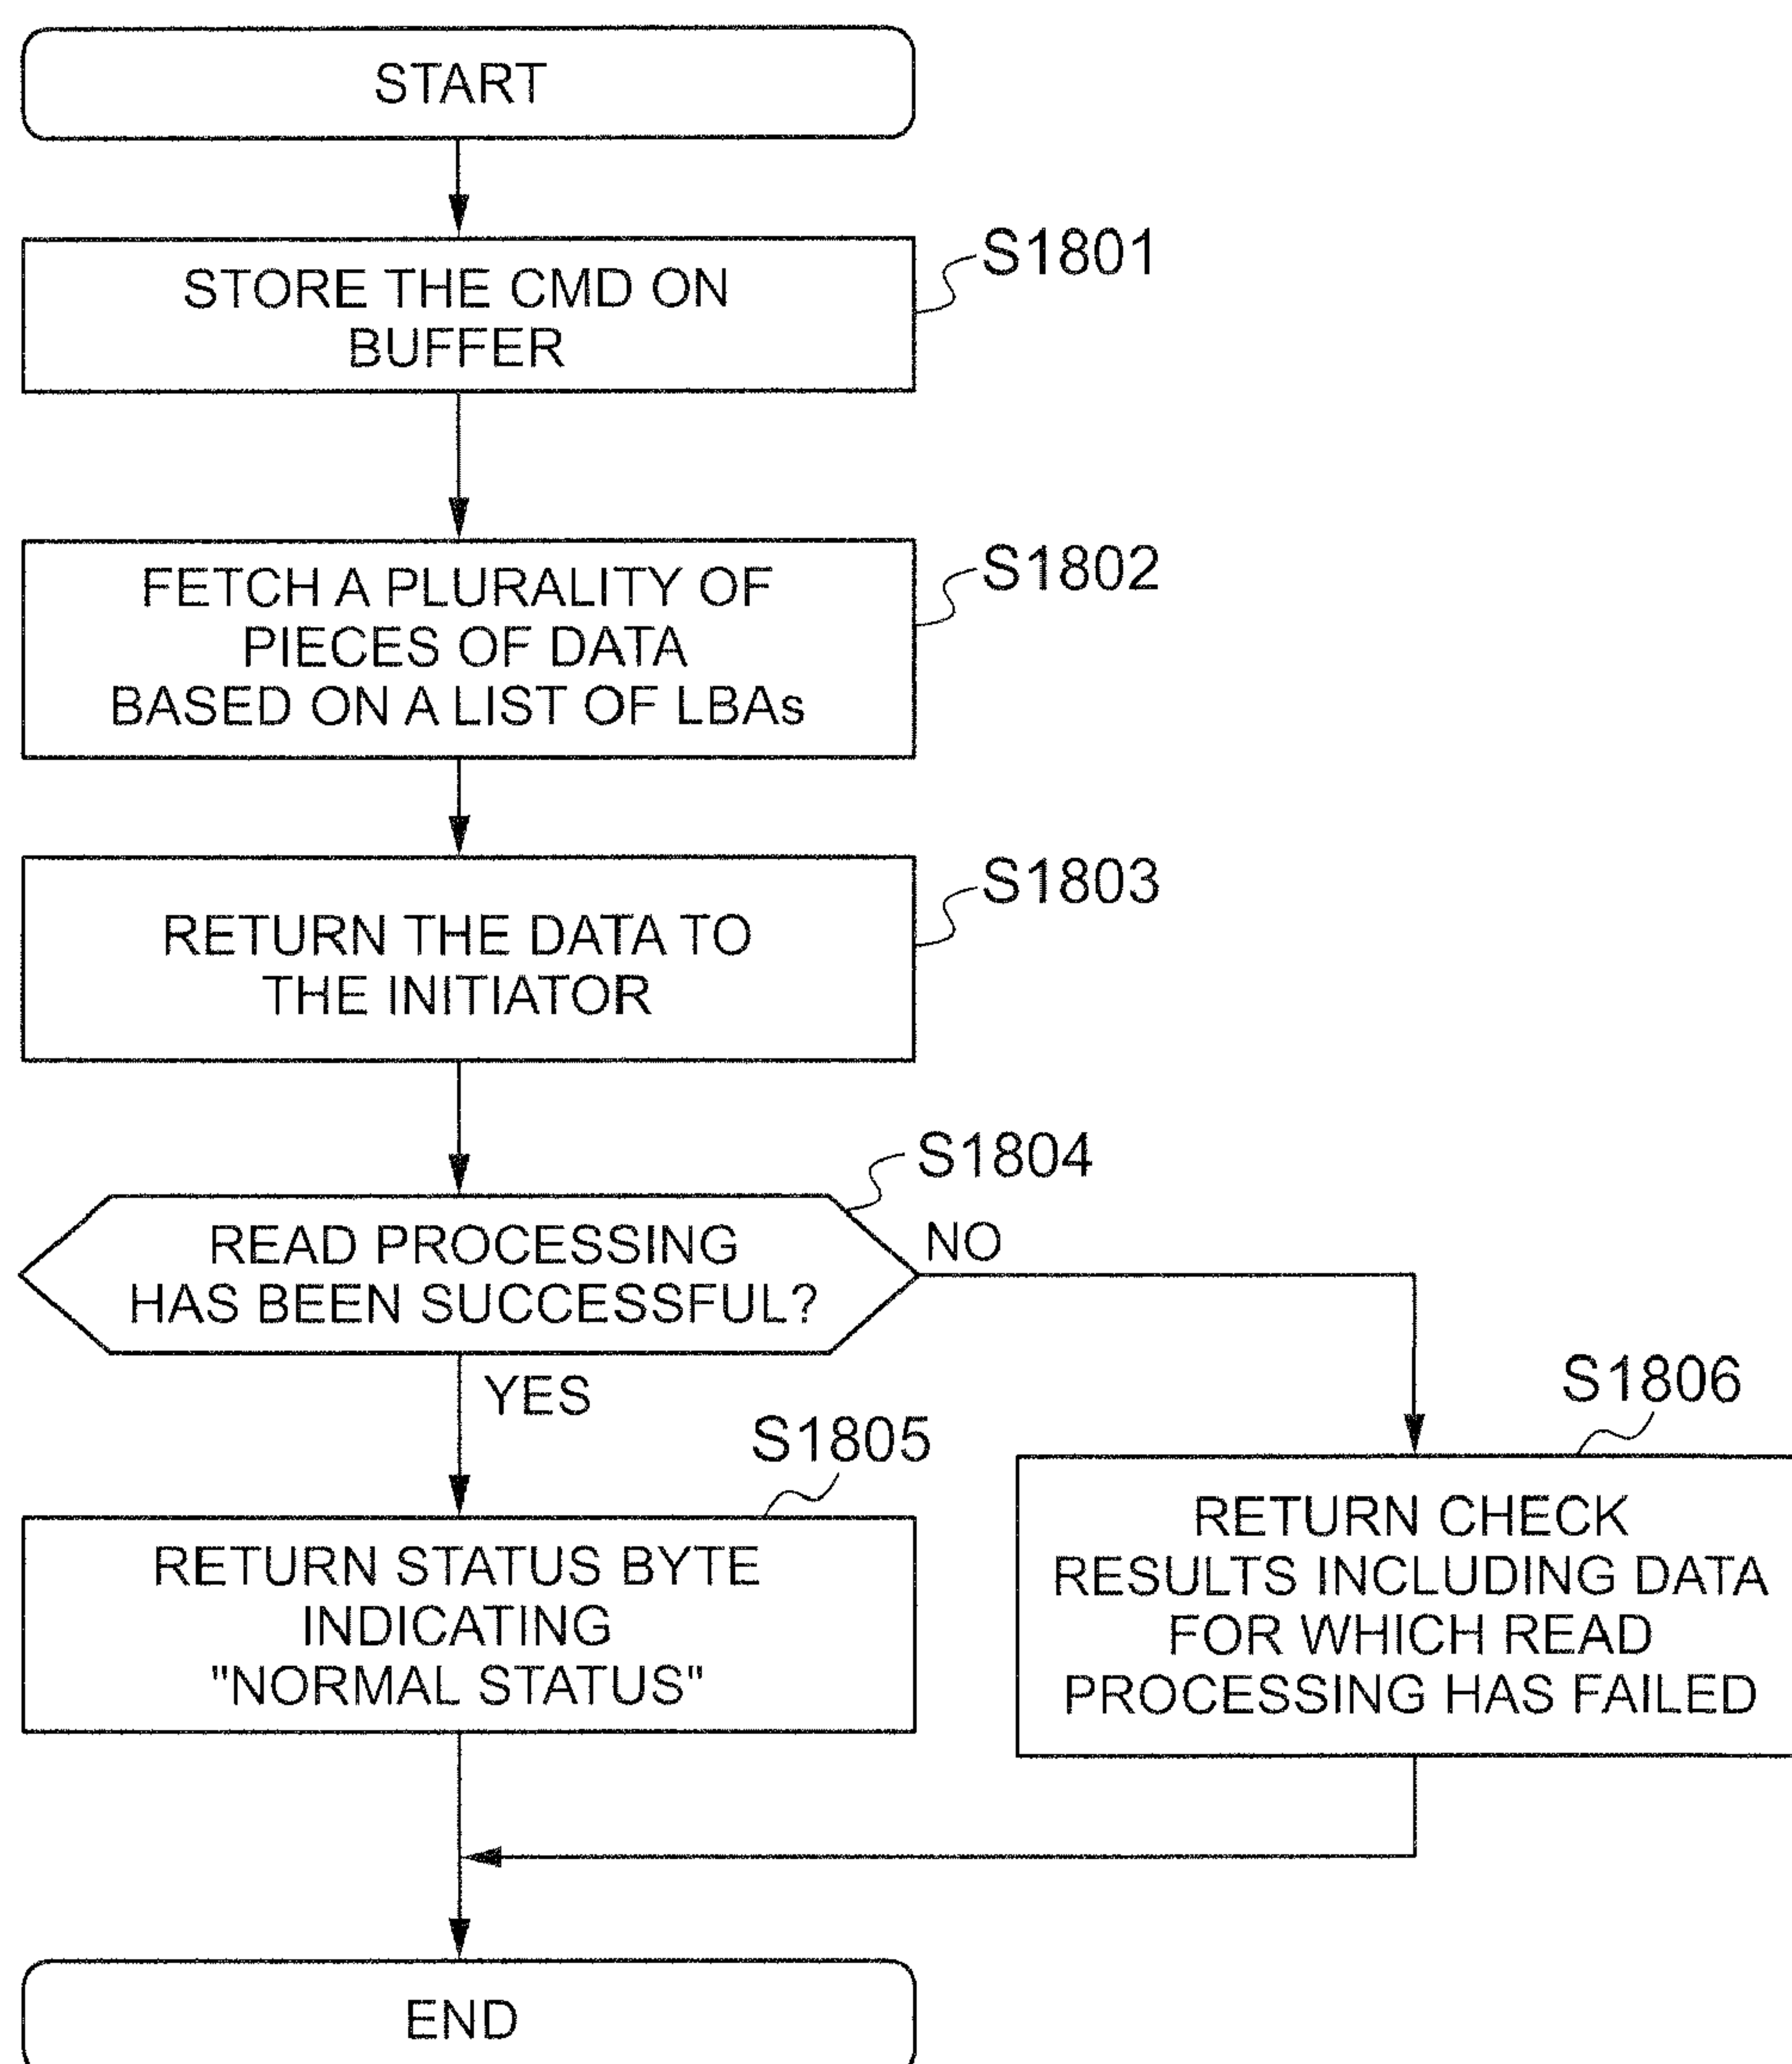 START
S1801
STORE THE CMD ON
BUFFER
S1802
FETCH A PLURALITY OF
PIECES OF DATA
BASED ON A LIST OF LBAs
S1803
RETURN THE DATA TO
THE INITIATOR
S1804
READ PROCESSING
HAS BEEN SUCCESSFUL?
NO
YES
S1805
RETURN STATUS BYTE
INDICATING
"NORMAL STATUS"
S1806
RETURN CHECK
RESULTS INCLUDING DATA
FOR WHICH READ
PROCESSING HAS FAILED
END